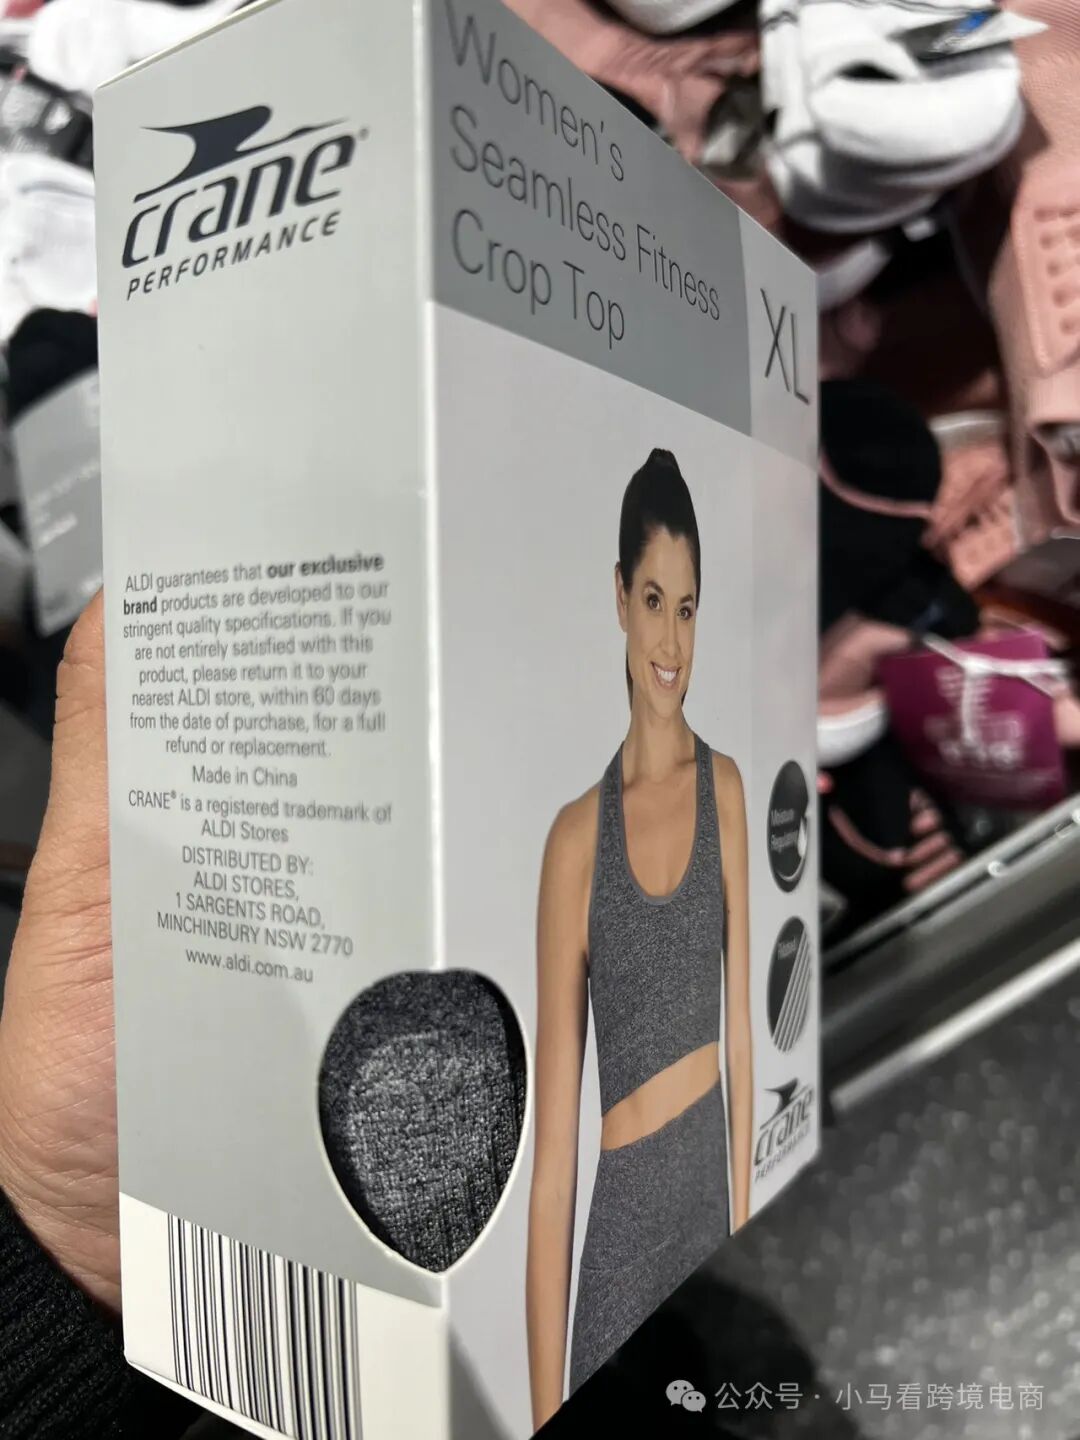 crane®
PERFORMANCE
Women's
Seamless Fitness
Crop Top
XL
ALDI guarantees that our exclusive
brand products are developed to our
stringent quality specifications. If you
are not entirely satisfied with this
product, please return it to your
nearest ALDI store, within 60 days
from the date of purchase, for a full
refund or replacement.
Made in China
CRANE® is a registered trademark of
ALDI Stores
DISTRIBUTED BY:
ALDI STORES,
1 SARGENTS ROAD,
MINCHINBURY NSW 2770
www.aldi.com.au
crane
PERFORMANCE
公众号 · 小马看跨境电商